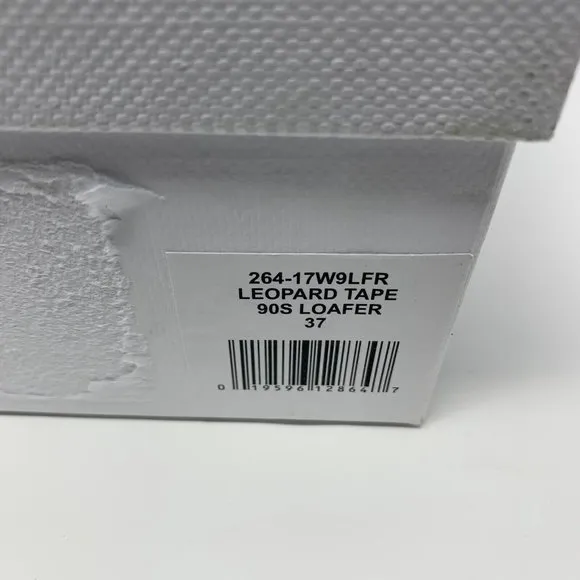 264-17W9LFR
LEOPARD TAPE
90S LOAFER
37
0 19596 12864 7